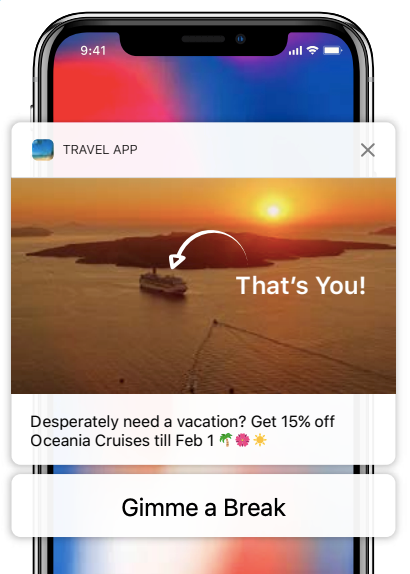 9:41
TRAVEL APP
That's You!
Desperately need a vacation? Get 15% off
Oceania Cruises till Feb 1 🌴🌺☀️
Gimme a Break